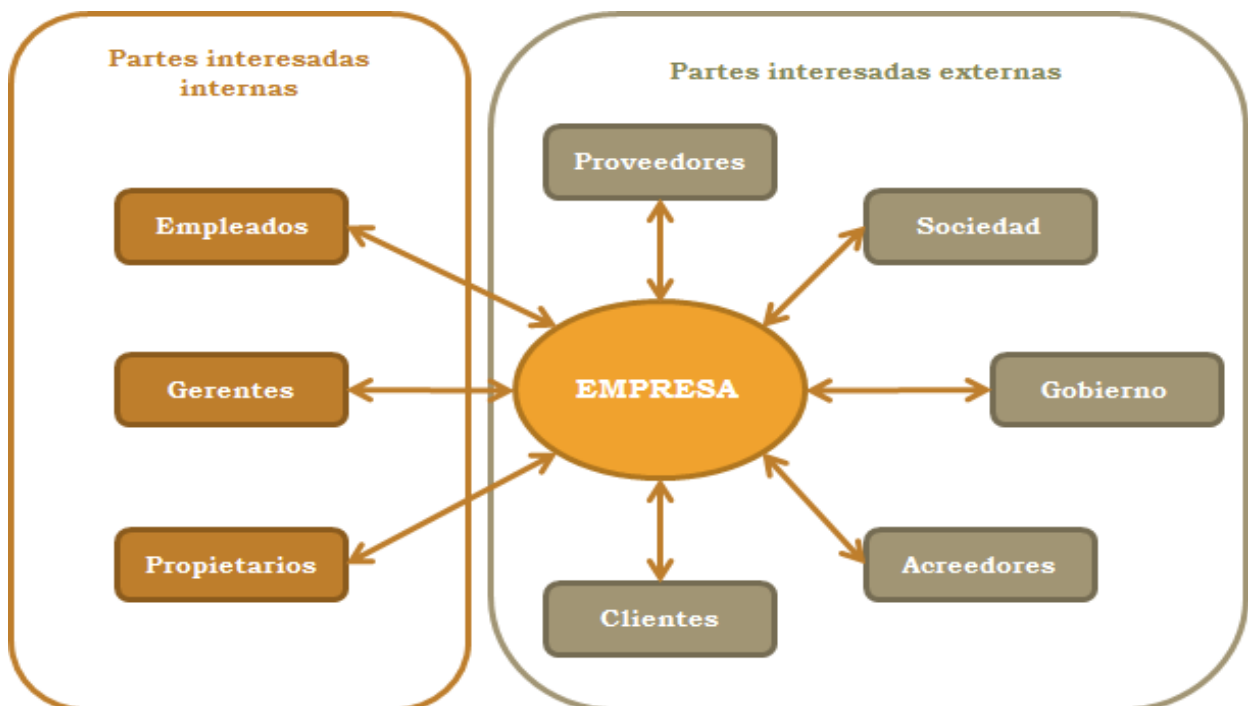 Partes interesadas
internas
Empleados
Gerentes
Propietarios
Partes interesadas externas
Proveedores
Sociedad
EMPRESA
Gobierno
Acreedores
Clientes